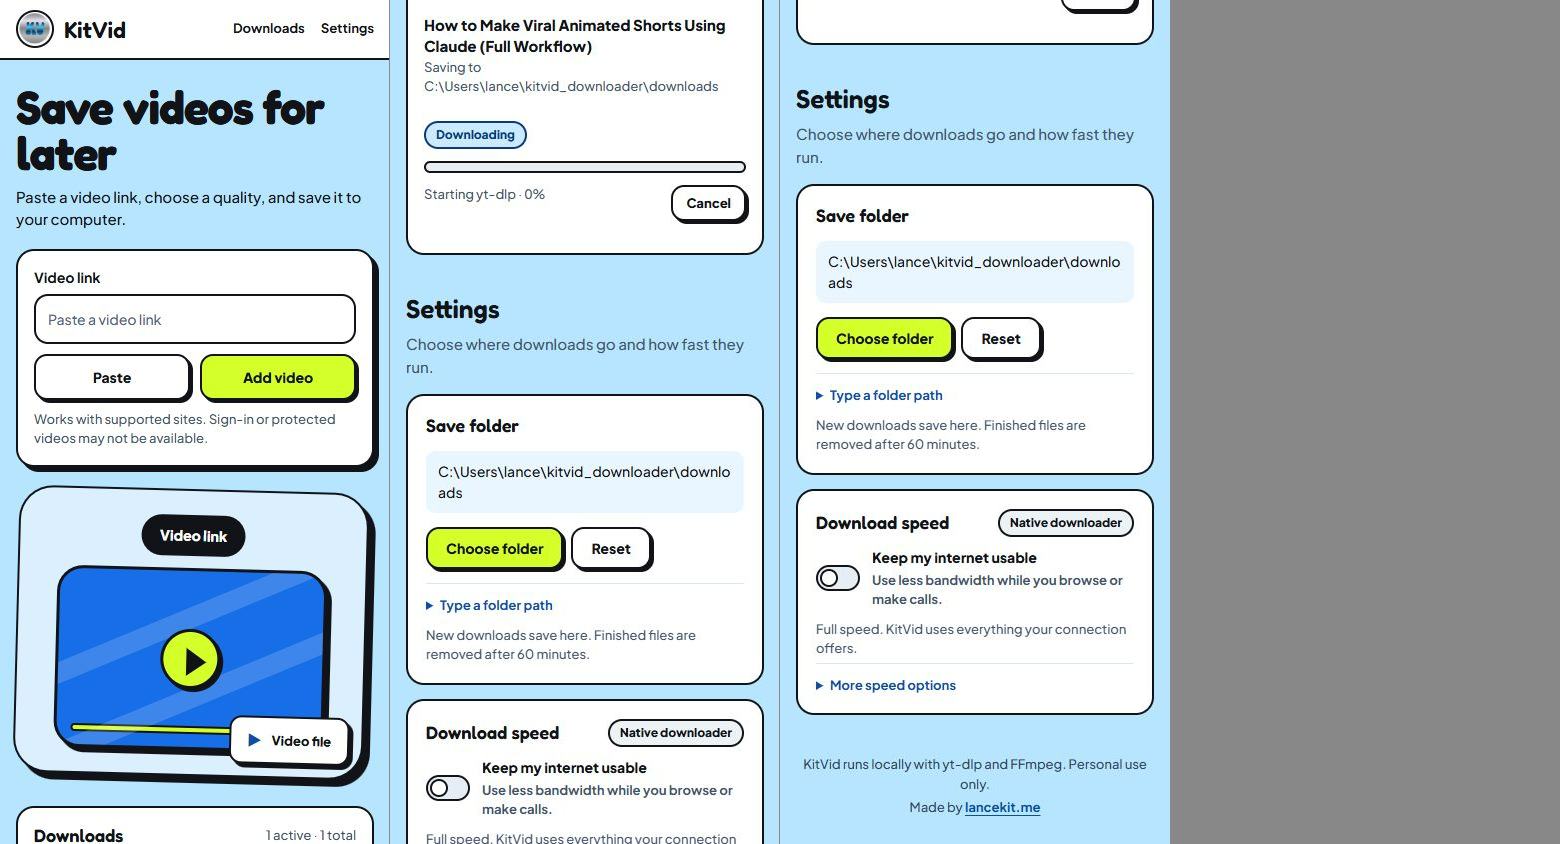 KitVid
Downloads
Settings
Save videos for
later
Paste a video link, choose a quality, and save it to
your computer.
Video link
Paste a video link
Paste
Add video
Works with supported sites. Sign-in or protected
videos may not be available.
Video link
Video file
Downloads
1 active · 1 total
How to Make Viral Animated Shorts Using
Claude (Full Workflow)
Saving to
C:\Users\lance\kitvid_downloader\downloads
Downloading
Starting yt-dlp · 0%
Cancel
Settings
Choose where downloads go and how fast they
run.
Save folder
C:\Users\lance\kitvid_downloader\downlo
ads
Choose folder
Reset
Type a folder path
New downloads save here. Finished files are
removed after 60 minutes.
Download speed
Native downloader
Keep my internet usable
Use less bandwidth while you browse or
make calls.
Full speed. KitVid uses everything your connection
Settings
Choose where downloads go and how fast they
run.
Save folder
C:\Users\lance\kitvid_downloader\downlo
ads
Choose folder
Reset
Type a folder path
New downloads save here. Finished files are
removed after 60 minutes.
Download speed
Native downloader
Keep my internet usable
Use less bandwidth while you browse or
make calls.
Full speed. KitVid uses everything your connection
offers.
More speed options
KitVid runs locally with yt-dlp and FFmpeg. Personal use
only.
Made by lancekit.me